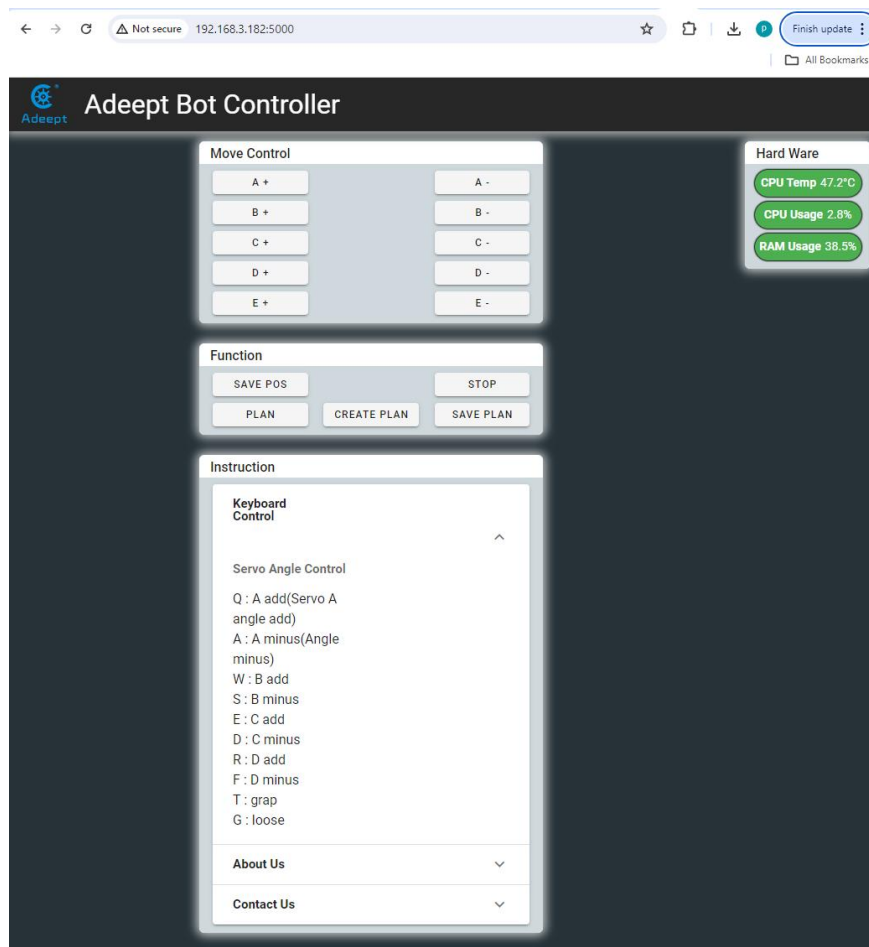 Not secure 192.168.3.182:5000
P
Finish update
All Bookmarks
Adeept
Adeept Bot Controller
Move Control
A +
A -
B +
B -
C +
C -
D +
D -
E +
E -
Hard Ware
CPU Temp 47.2°C
CPU Usage 2.8%
RAM Usage 38.5%
Function
SAVE POS
STOP
PLAN
CREATE PLAN
SAVE PLAN
Instruction
Keyboard
Control
Servo Angle Control
Q : A add(Servo A
angle add)
A : A minus(Angle
minus)
W : B add
S : B minus
E : C add
D : C minus
R : D add
F : D minus
T : grap
G : loose
About Us
Contact Us